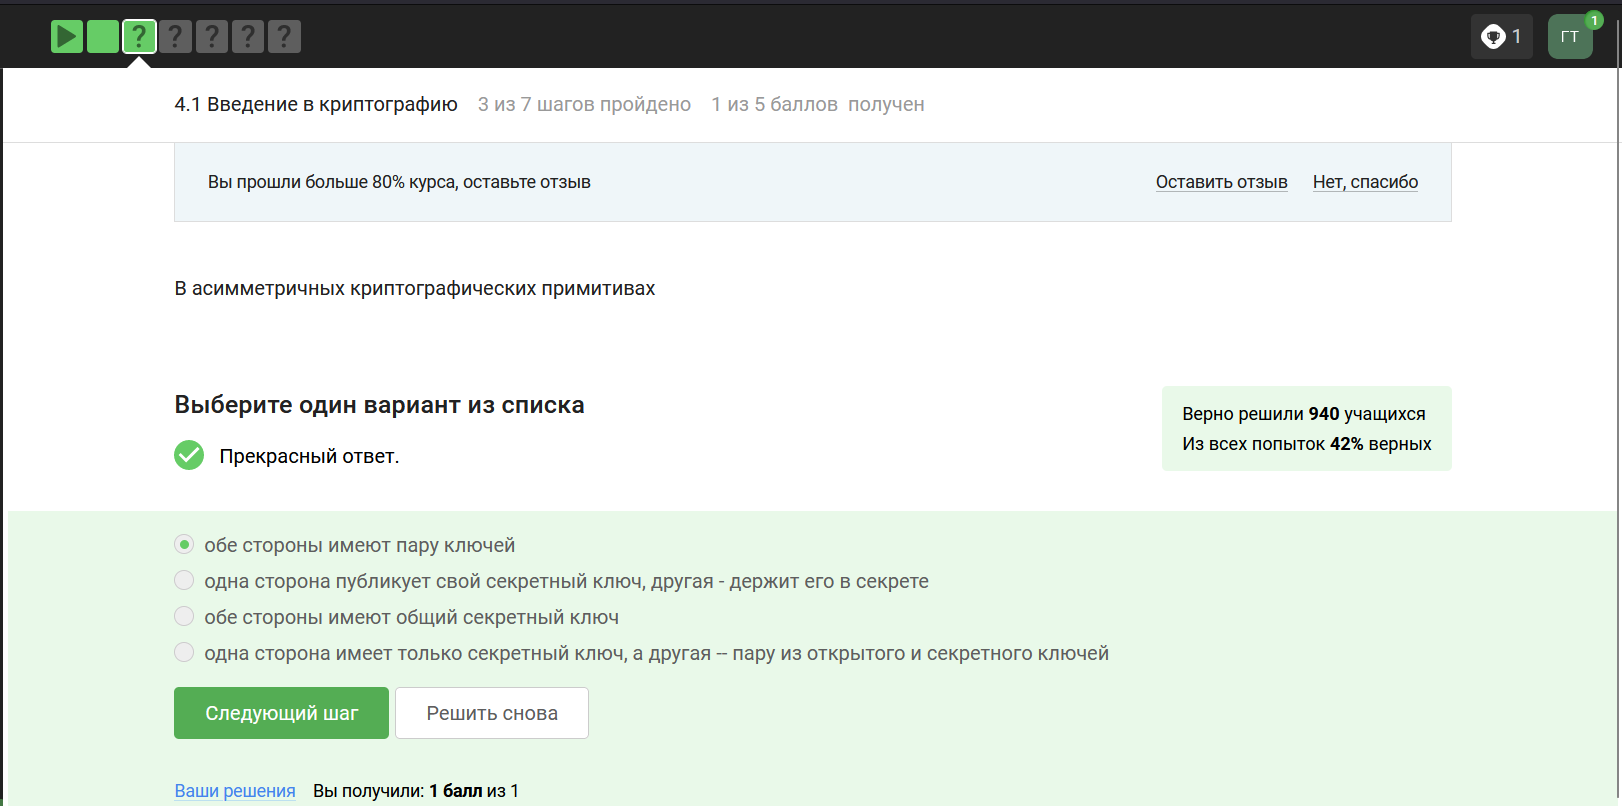 ? ? ? ? ?
1
ГТ
1
4.1 Введение в криптографию 3 из 7 шагов пройдено 1 из 5 баллов получен
Вы прошли больше 80% курса, оставьте отзыв
Оставить отзыв Нет, спасибо
В асимметричных криптографических примитивах
Выберите один вариант из списка
Прекрасный ответ.
Верно решили 940 учащихся
Из всех попыток 42% верных
обе стороны имеют пару ключей
одна сторона публикует свой секретный ключ, другая - держит его в секрете
обе стороны имеют общий секретный ключ
одна сторона имеет только секретный ключ, а другая -- пару из открытого и секретного ключей
Следующий шаг Решить снова
Ваши решения Вы получили: 1 балл из 1